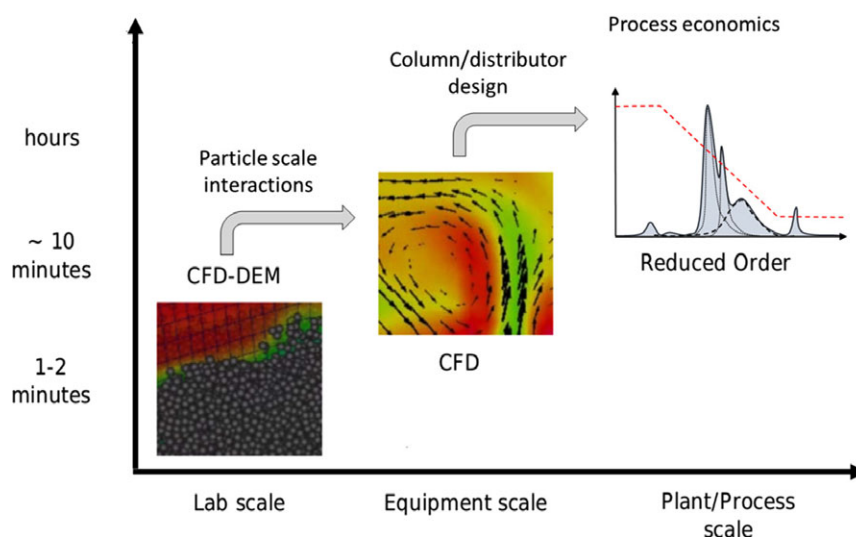 Process economics
Column/distributor
design
hours
Particle scale
interactions
~ 10
minutes
Reduced Order
CFD-DEM
CFD
1-2
minutes
Lab scale
Equipment scale
Plant/Process
scale